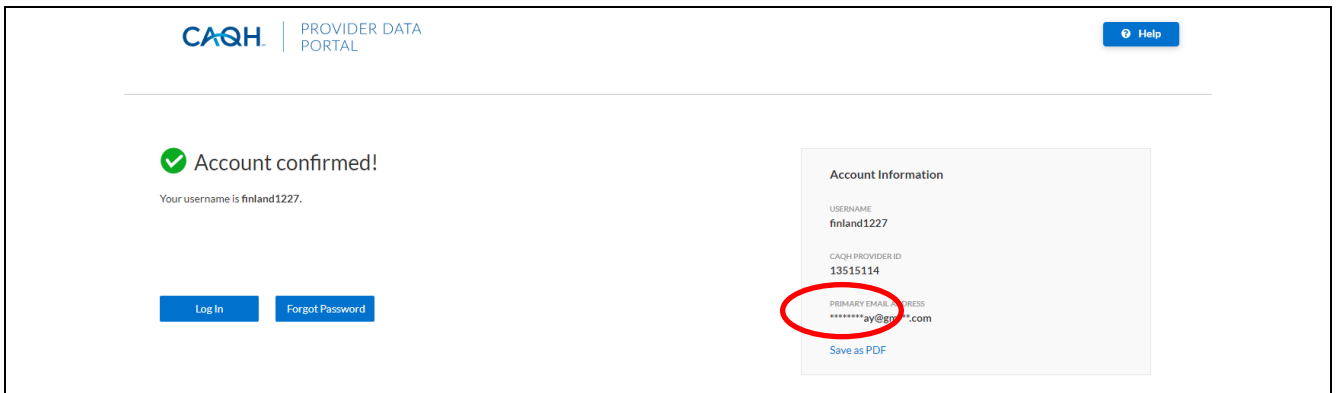 CAQH
PROVIDER DATA
PORTAL
Help
Account confirmed!
Your username is finland1227.
Log In
Forgot Password
Account Information
USERNAME
finland1227
CAQH PROVIDER ID
13515114
PRIMARY EMAIL ADDRESS
********ay@gm***.com
Save as PDF